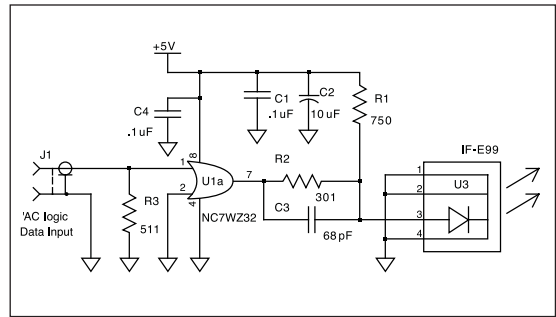 +5V
C4
.1uF
C1
.1uF
C2
10uF
R1
750
IF-E99
J1
8
1
2
4
U1a
7
NC7WZ32
R2
301
C3
68pF
R3
511
'AC logic
Data Input
1
2
3
4
U3